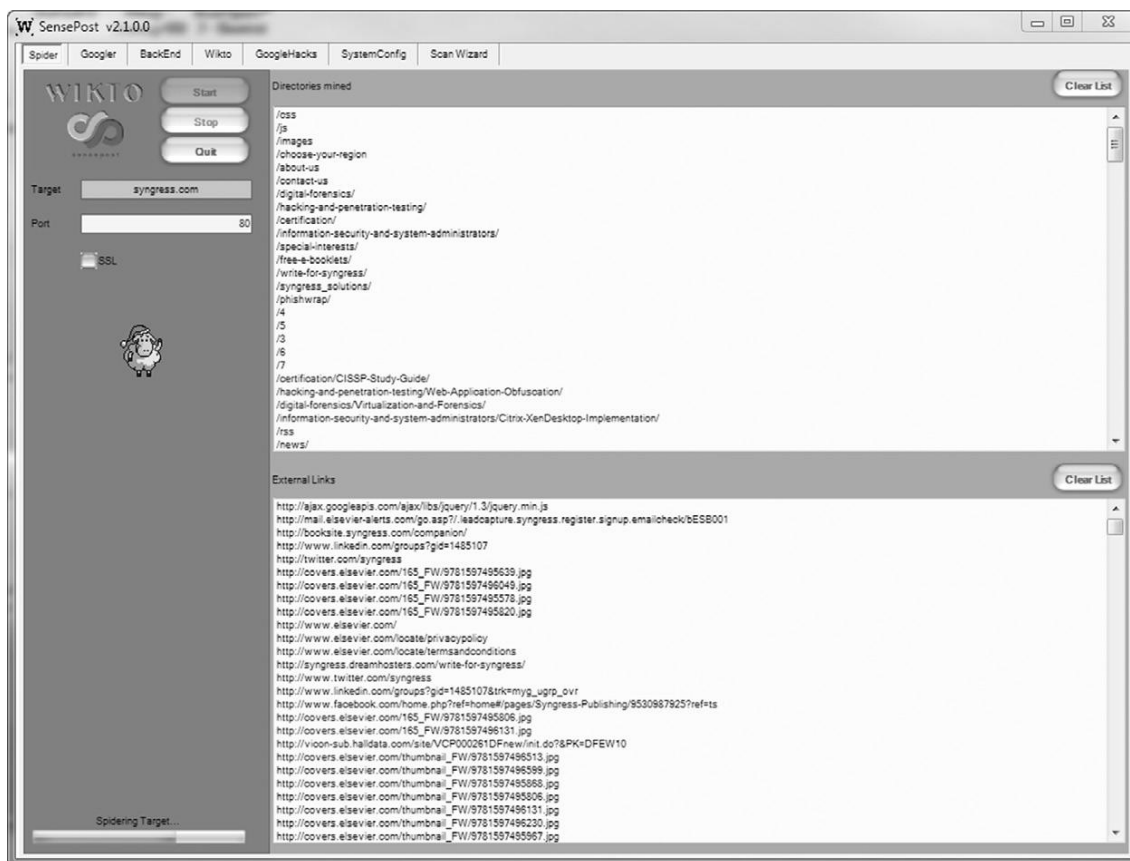 SensePost v2.1.0.0
Spider Googler BackEnd Wikto GoogleHacks SystemConfig Scan Wizard
WIKTO
SENSEPOST
Start
Stop
Quit
Target syngress.com
Port 80
SSL
Directories mined
Clear List
/css
/js
/images
/choose-your-region
/about-us
/contact-us
/digital-forensics/
/hacking-and-penetration-testing/
/certification/
/information-security-and-system-administrators/
/special-interests/
/free-e-booklets/
/write-for-syngress/
/syngress_solutions/
/phishwrap/
/4
/5
/3
/6
/7
/certification/CISSP-Study-Guide/
/hacking-and-penetration-testing/Web-Application-Obfuscation/
/digital-forensics/Virtualization-and-Forensics/
/information-security-and-system-administrators/Citrix-XenDesktop-Implementation/
/rss
/news/
External Links
Clear List
http://ajax.googleapis.com/ajax/libs/jquery/1.3/jquery.min.js
http://mail.elsevier-alerts.com/go.asp?/.leadcapture.syngress.register.signup.emailcheck/bESB001
http://booksite.syngress.com/companion/
http://www.linkedin.com/groups?gid=1485107
http://twitter.com/syngress
http://covers.elsevier.com/165_FW/9781597495639.jpg
http://covers.elsevier.com/165_FW/9781597496049.jpg
http://covers.elsevier.com/165_FW/9781597495578.jpg
http://covers.elsevier.com/165_FW/9781597495820.jpg
http://www.elsevier.com/
http://www.elsevier.com/locate/privacypolicy
http://www.elsevier.com/locate/termsandconditions
http://syngress.dreamhosters.com/write-for-syngress/
http://www.twitter.com/syngress
http://www.linkedin.com/groups?gid=1485107&trk=myg_ugrp_ovr
http://www.facebook.com/home.php?ref=home#/pages/Syngress-Publishing/9530987925?ref=ts
http://covers.elsevier.com/165_FW/9781597495806.jpg
http://covers.elsevier.com/165_FW/9781597496131.jpg
http://vicon-sub.halldata.com/site/VCP000261DFnew/init.do?&PK=DFEW10
http://covers.elsevier.com/thumbnail_FW/9781597496513.jpg
http://covers.elsevier.com/thumbnail_FW/9781597496599.jpg
http://covers.elsevier.com/thumbnail_FW/9781597495868.jpg
http://covers.elsevier.com/thumbnail_FW/9781597495806.jpg
http://covers.elsevier.com/thumbnail_FW/9781597496131.jpg
http://covers.elsevier.com/thumbnail_FW/9781597496230.jpg
http://covers.elsevier.com/thumbnail_FW/9781597495967.jpg
Spidering Target...